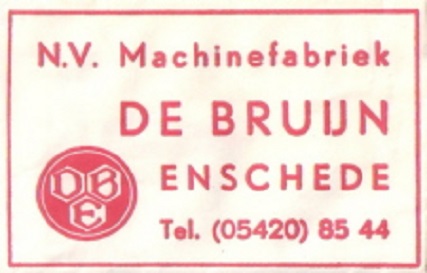 N.V. Machinefabriek
DE BRUIJN
ENSCHEDE
DBE
Tel. (05420) 85 44